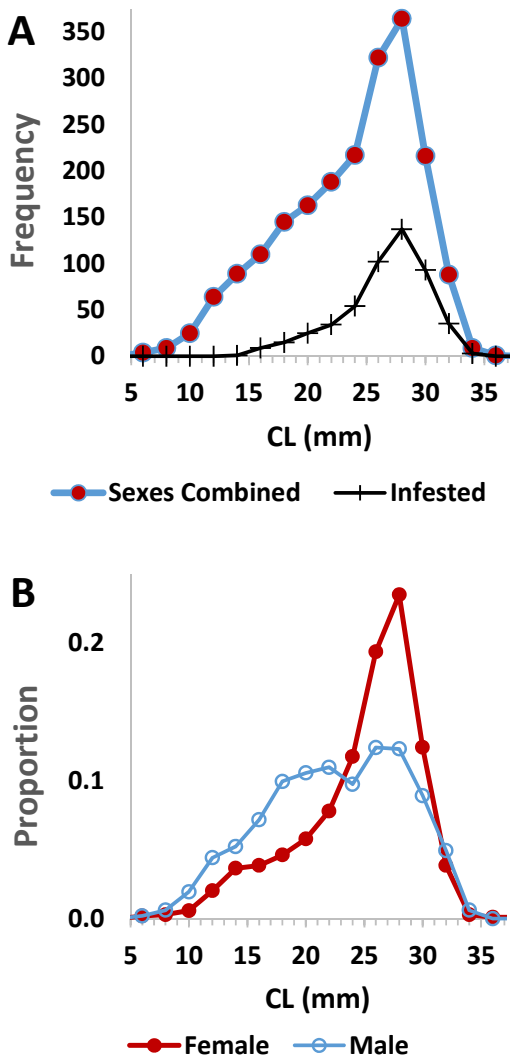 A
Frequency
350
300
250
200
150
100
50
0
5 10 15 20 25 30 35
CL (mm)
Sexes Combined Infested
B
Proportion
0.2
0.1
0.0
5 10 15 20 25 30 35
CL (mm)
Female Male